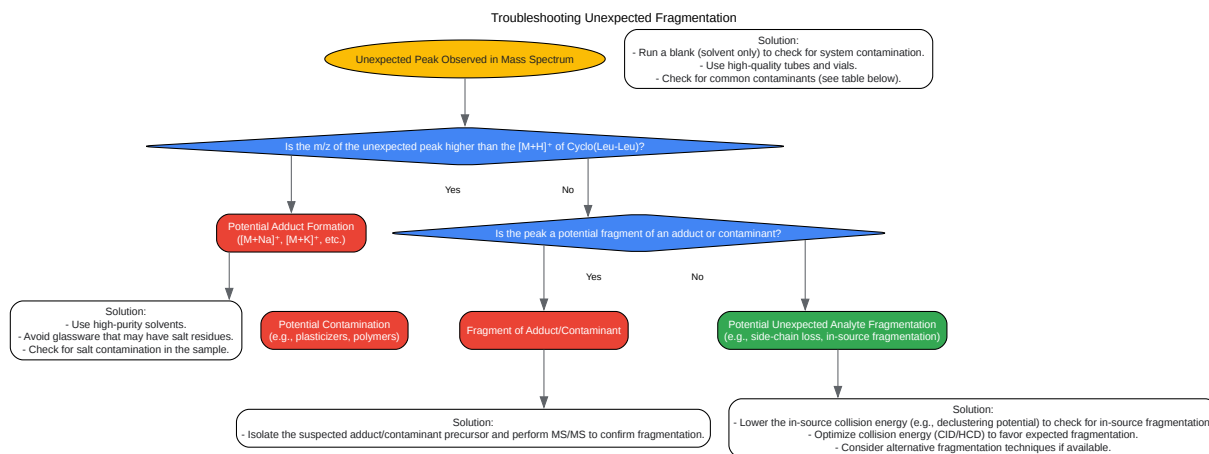 Troubleshooting Unexpected Fragmentation
Unexpected Peak Observed in Mass Spectrum
Solution:
- Run a blank (solvent only) to check for system contamination.
- Use high-quality tubes and vials.
- Check for common contaminants (see table below).
Is the m/z of the unexpected peak higher than the [M+H]⁺ of Cyclo(Leu-Leu)?
Yes
No
Potential Adduct Formation
([M+Na]⁺, [M+K]⁺, etc.)
Is the peak a potential fragment of an adduct or contaminant?
Yes
No
Solution:
- Use high-purity solvents.
- Avoid glassware that may have salt residues.
- Check for salt contamination in the sample.
Potential Contamination
(e.g., plasticizers, polymers)
Fragment of Adduct/Contaminant
Potential Unexpected Analyte Fragmentation
(e.g., side-chain loss, in-source fragmentation)
Solution:
- Isolate the suspected adduct/contaminant precursor and perform MS/MS to confirm fragmentation.
Solution:
- Lower the in-source collision energy (e.g., declustering potential) to check for in-source fragmentation
- Optimize collision energy (CID/HCD) to favor expected fragmentation.
- Consider alternative fragmentation techniques if available.